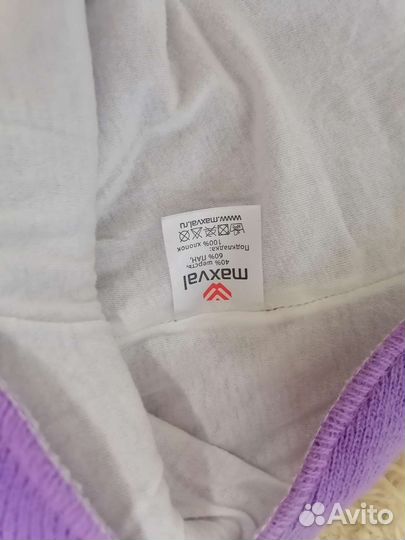 maxval
40% шерсть,
60% ПАН,
Подкладка:
100% хлопок
www.maxval.ru
Avito